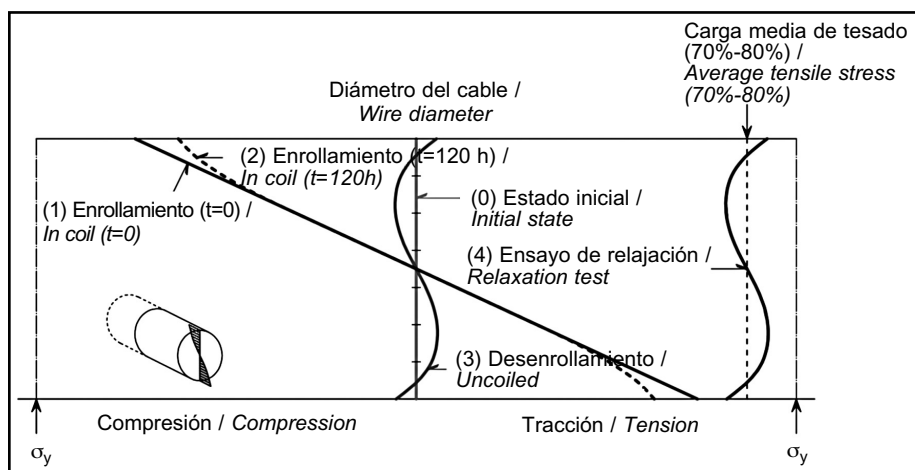 Carga media de tesado
(70%-80%) /
Average tensile stress
(70%-80%)
Diámetro del cable /
Wire diameter
(2) Enrollamiento (t=120 h) /
In coil (t=120h)
(1) Enrollamiento (t=0) /
In coil (t=0)
(0) Estado inicial /
Initial state
(4) Ensayo de relajación /
Relaxation test
(3) Desenrollamiento /
Uncoiled
Compresión / Compression
Tracción / Tension
σy
σy